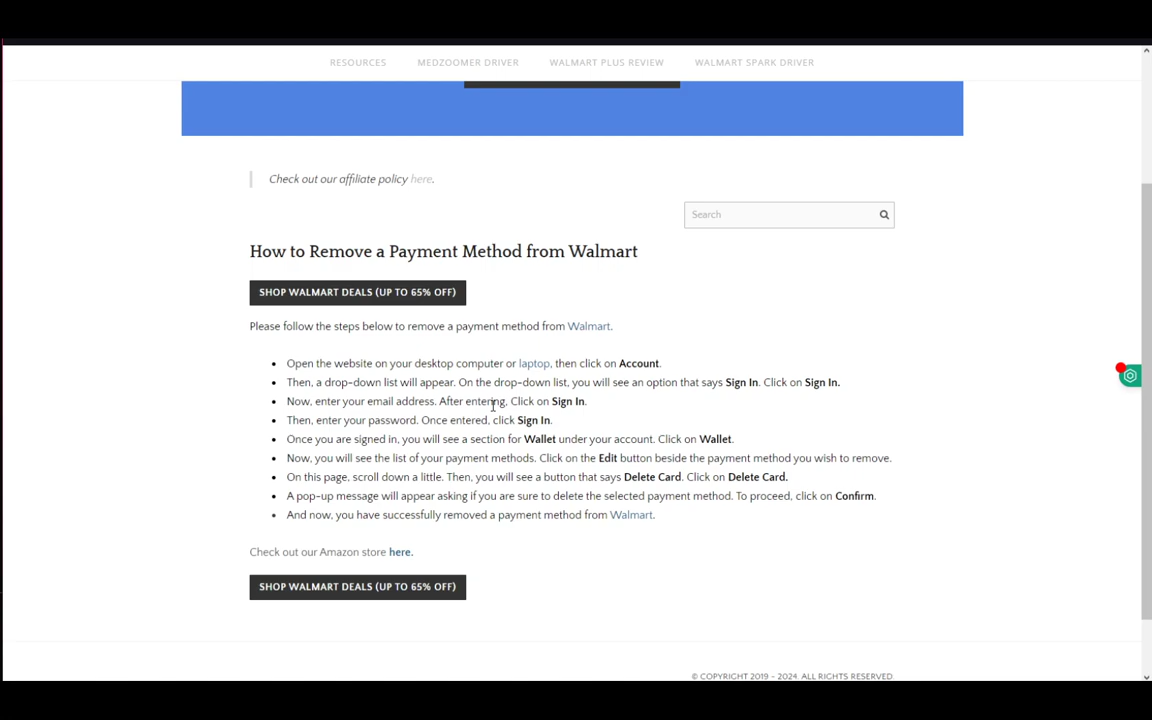 RESOURCES MEDZOOMER DRIVER WALMART PLUS REVIEW WALMART SPARK DRIVER
Check out our affiliate policy here.
Search
How to Remove a Payment Method from Walmart
SHOP WALMART DEALS (UP TO 65% OFF)
Please follow the steps below to remove a payment method from Walmart.
• Open the website on your desktop computer or laptop, then click on Account.
• Then, a drop-down list will appear. On the drop-down list, you will see an option that says Sign In. Click on Sign In.
• Now, enter your email address. After entering, Click on Sign In.
• Then, enter your password. Once entered, click Sign In.
• Once you are signed in, you will see a section for Wallet under your account. Click on Wallet.
• Now, you will see the list of your payment methods. Click on the Edit button beside the payment method you wish to remove.
• On this page, scroll down a little. Then, you will see a button that says Delete Card. Click on Delete Card.
• A pop-up message will appear asking if you are sure to delete the selected payment method. To proceed, click on Confirm.
• And now, you have successfully removed a payment method from Walmart.
Check out our Amazon store here.
SHOP WALMART DEALS (UP TO 65% OFF)
© COPYRIGHT 2019 - 2024. ALL RIGHTS RESERVED